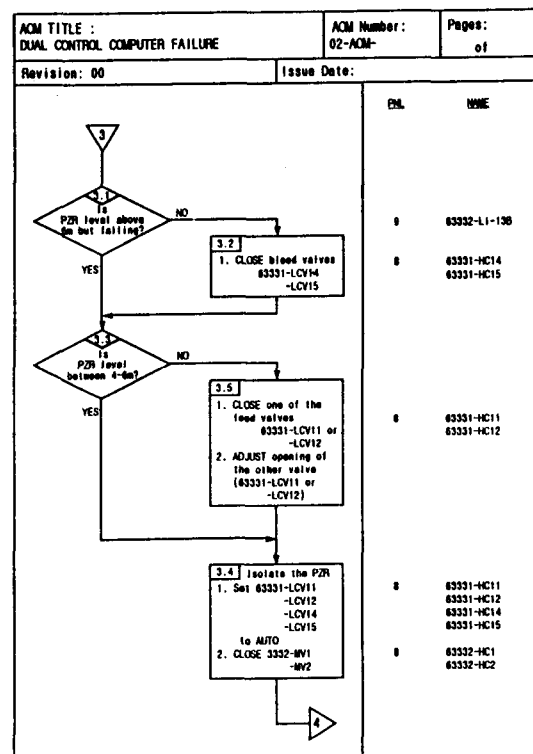 AOM TITLE :
DUAL CONTROL COMPUTER FAILURE
AOM Number:
02-AOM-
Pages:
of
Revision: 00
Issue Date:
PNL
NAME
3
3.1
Is
PZR level above
6m but falling?
NO
YES
9
63332-LI-13B
3.2
1. CLOSE bleed valves
63331-LCV14
-LCV15
8
63331-HC14
63331-HC15
3.3
Is
PZR level
between 4-6m?
NO
YES
3.5
1. CLOSE one of the
feed valves
63331-LCV11 or
-LCV12
2. ADJUST opening of
the other valve
(63331-LCV11 or
-LCV12)
8
63331-HC11
63331-HC12
3.4 Isolate the PZR
1. Set 63331-LCV11
-LCV12
-LCV14
-LCV15
to AUTO
2. CLOSE 3332-MV1
-MV2
8
63331-HC11
63331-HC12
63331-HC14
63331-HC15
8
63332-HC1
63332-HC2
4